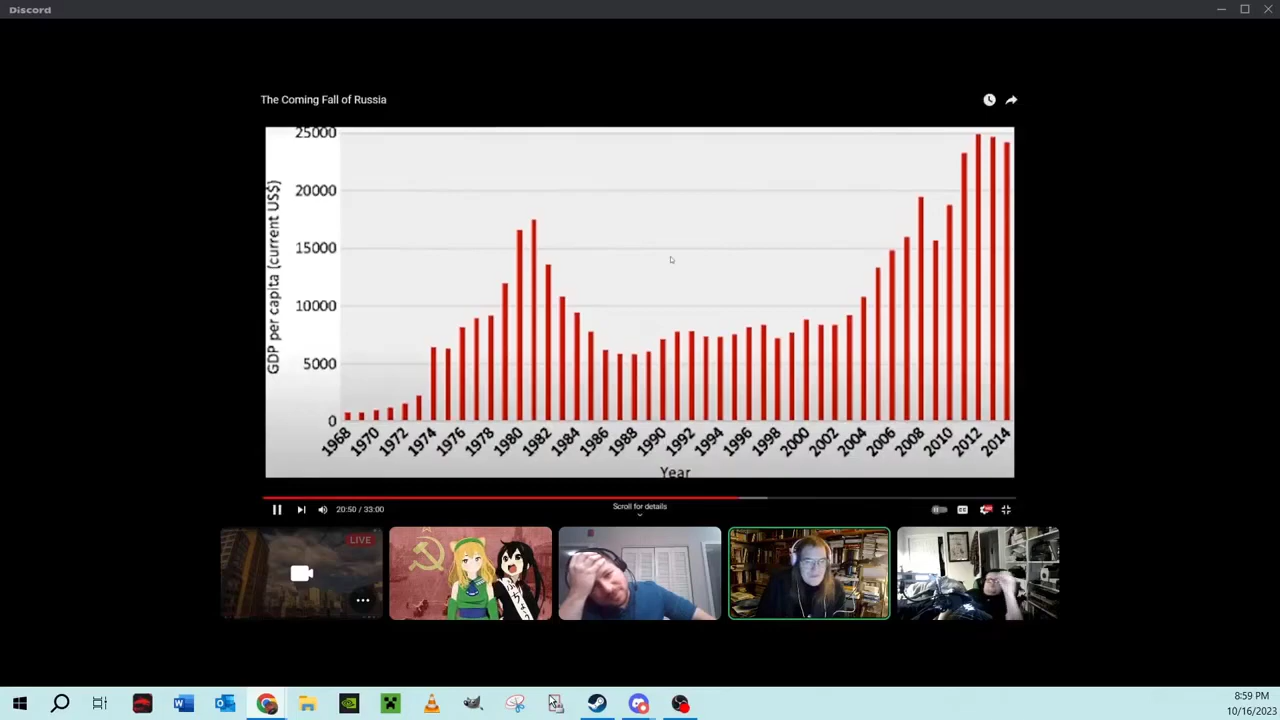 Discord
The Coming Fall of Russia
25000
20000
15000
10000
5000
0
GDP per capita (current US$)
1968 1970 1972 1974 1976 1978 1980 1982 1984 1986 1988 1990 1992 1994 1996 1998 2000 2002 2004 2006 2008 2010 2012 2014
Year
20:50 / 33:00
Scroll for details
CC
LIVE
8:59 PM
10/16/2023